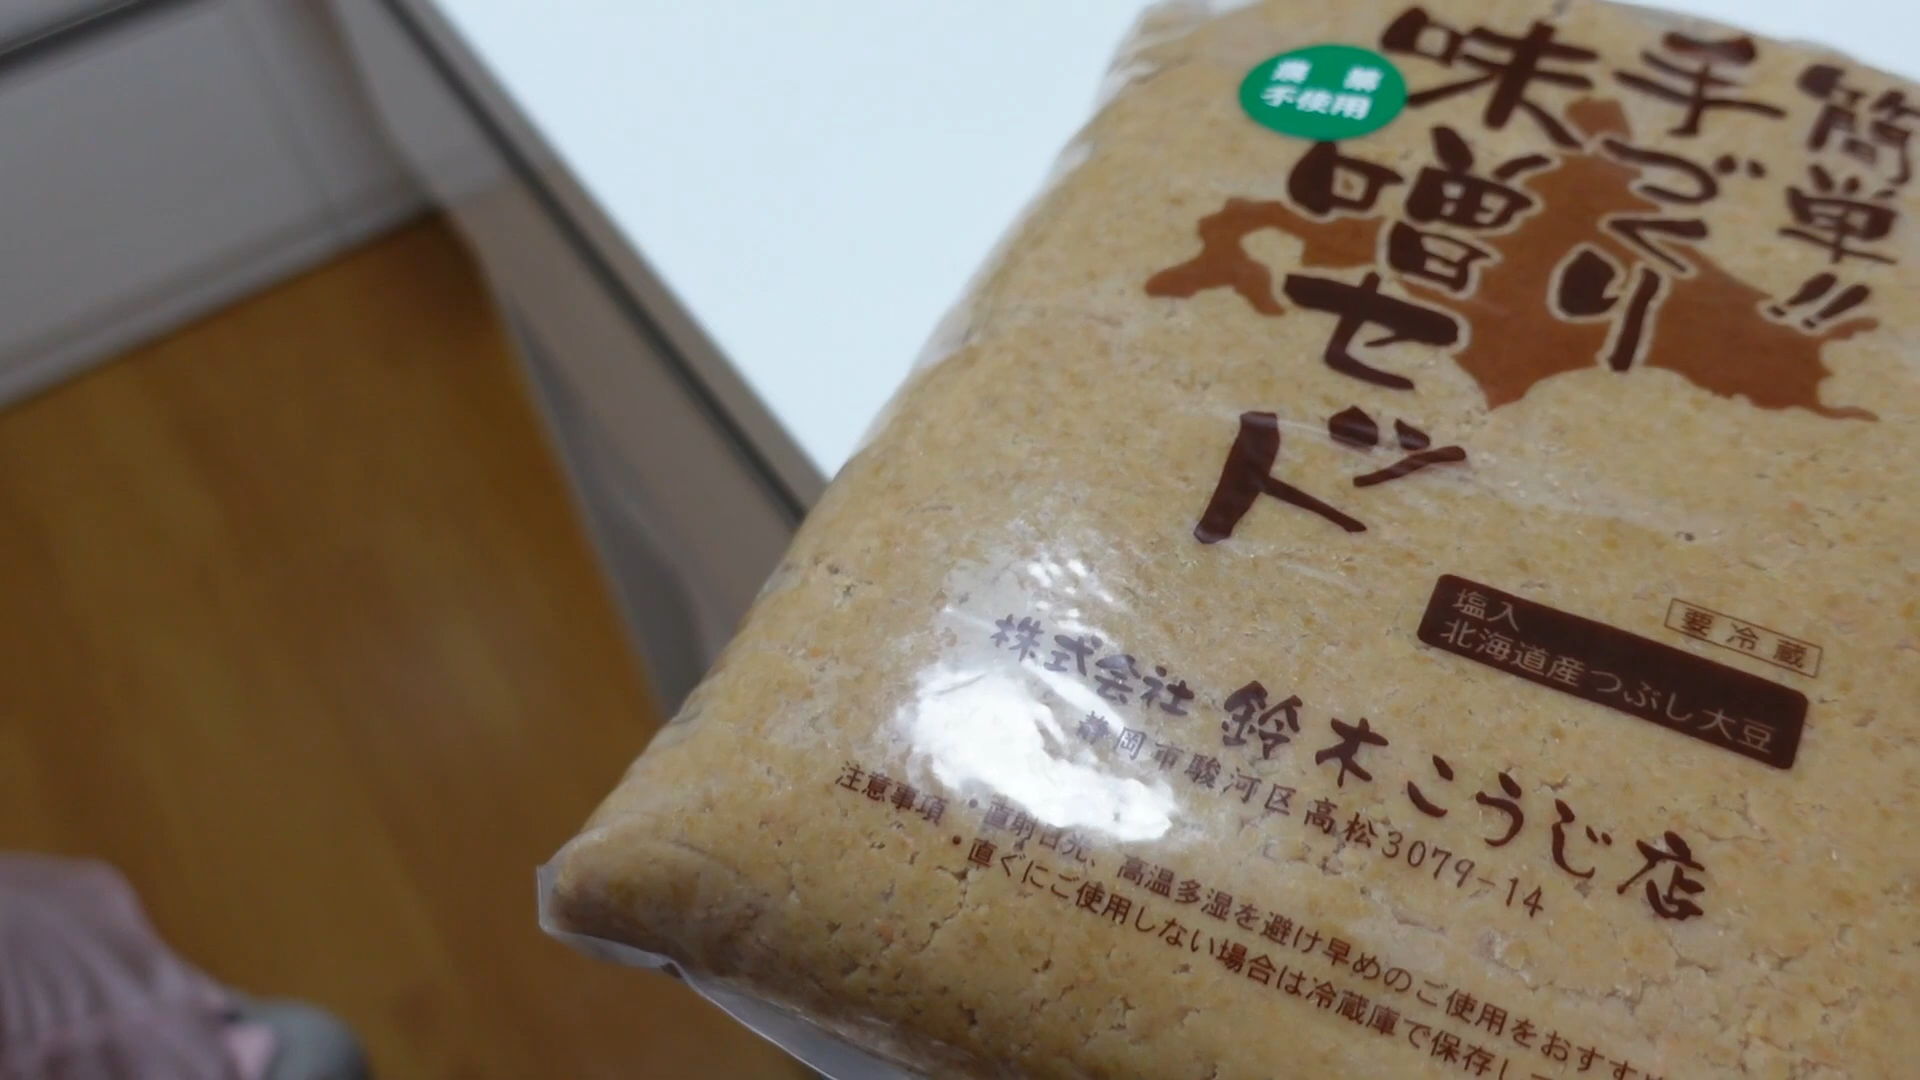 簡単!!
手づくり
味噌セット
農薬
不使用
塩入
北海道産つぶし大豆
要冷蔵
株式会社 鈴木こうじ店
静岡市駿河区高松3079-14
注意事項 ・直射日光、高温多湿を避け早めのご使用をおすすめ
・直ぐにご使用しない場合は冷蔵庫で保存し